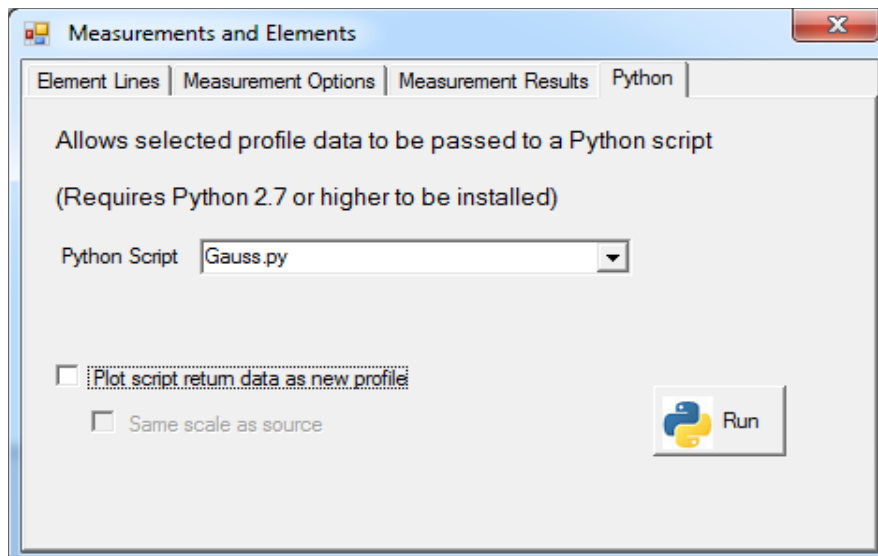 Measurements and Elements
Element Lines Measurement Options Measurement Results Python
Allows selected profile data to be passed to a Python script
(Requires Python 2.7 or higher to be installed)
Python Script Gauss.py
Plot script return data as new profile
Same scale as source
Run